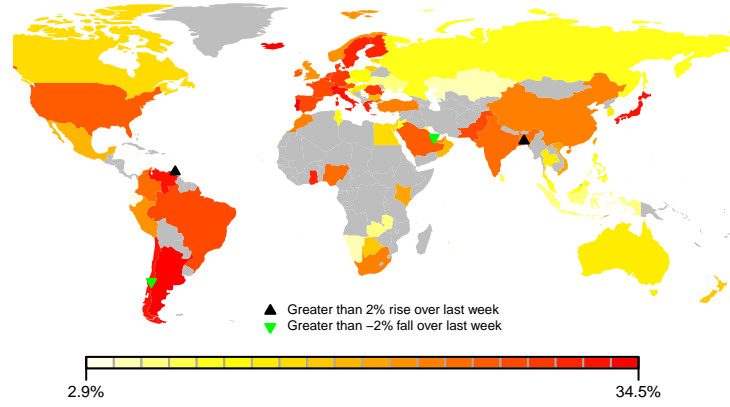 Greater than 2% rise over last week
Greater than −2% fall over last week
2.9%
34.5%